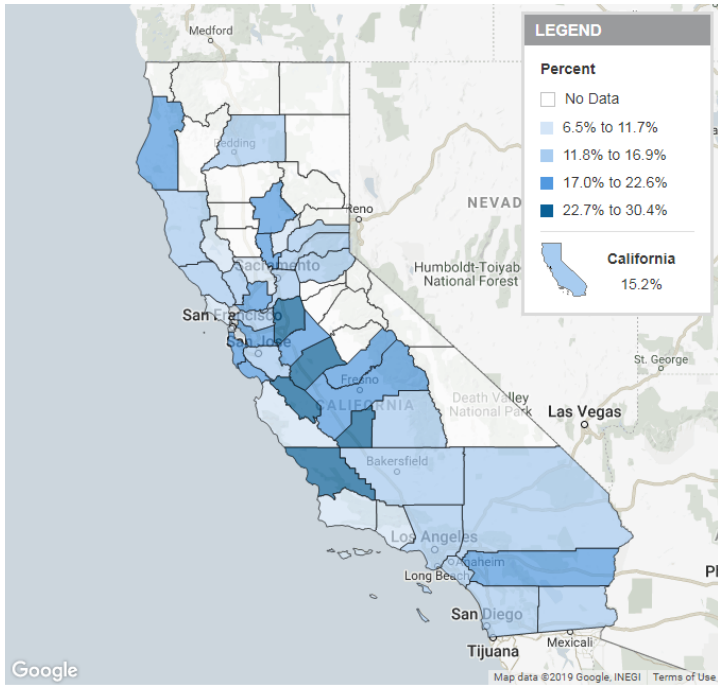 Medford
LEGEND
Percent
No Data
6.5% to 11.7%
11.8% to 16.9%
17.0% to 22.6%
22.7% to 30.4%
California
15.2%
Redding
NEVAD
Reno
Sacramento
Humboldt-Toiyab
National Forest
San Francisco
San Jose
St. George
Fresno
Death Valley
National Park
CALIFORNIA
Las Vegas
Bakersfield
Los Angeles
Anaheim
Long Beach
Ph
San Diego
Tijuana
Mexicali
Google
Map data ©2019 Google, INEGI
Terms of Use